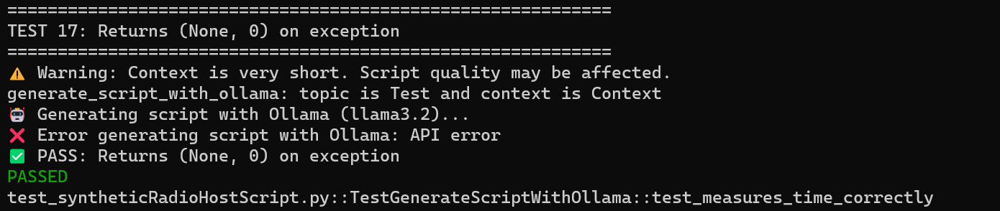 ============================================================
TEST 17: Returns (None, 0) on exception
============================================================
⚠️ Warning: Context is very short. Script quality may be affected.
generate_script_with_ollama: topic is Test and context is Context
🤖 Generating script with Ollama (llama3.2)...
❌ Error generating script with Ollama: API error
✅ PASS: Returns (None, 0) on exception
PASSED
test_syntheticRadioHostScript.py::TestGenerateScriptWithOllama::test_measures_time_correctly